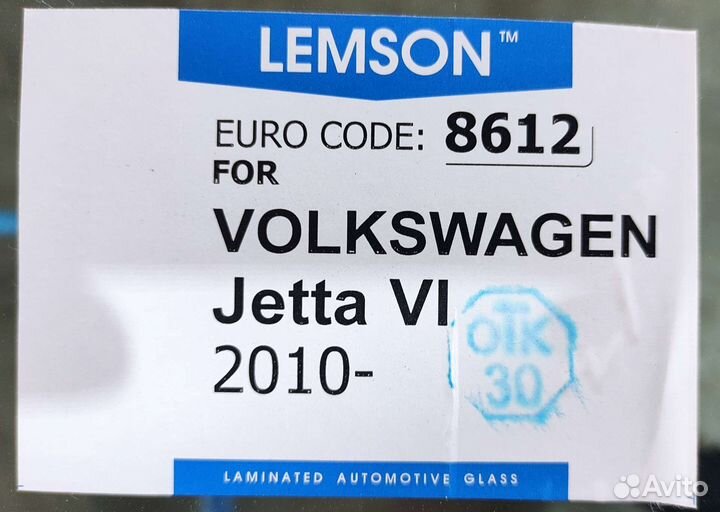 LEMSON™
EURO CODE: 8612
FOR
VOLKSWAGEN
Jetta VI
2010-
ОТК
30
LAMINATED AUTOMOTIVE GLASS
Avito